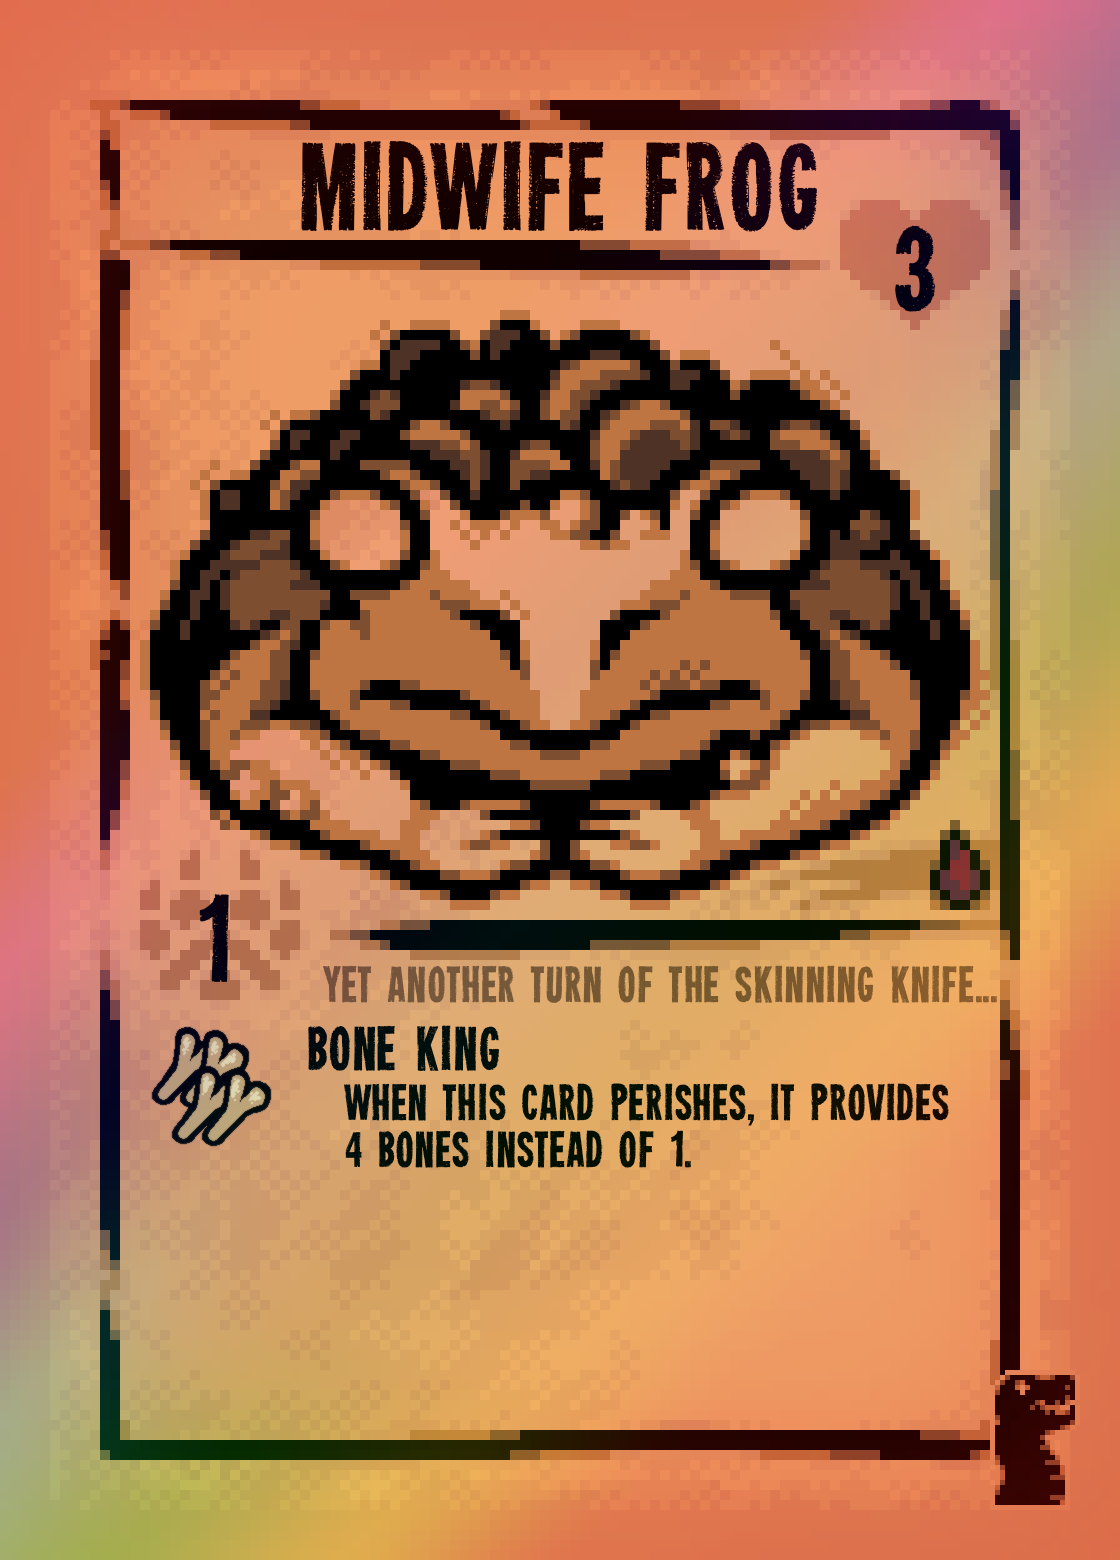 MIDWIFE FROG
3
1
YET ANOTHER TURN OF THE SKINNING KNIFE...
BONE KING
WHEN THIS CARD PERISHES, IT PROVIDES
4 BONES INSTEAD OF 1.